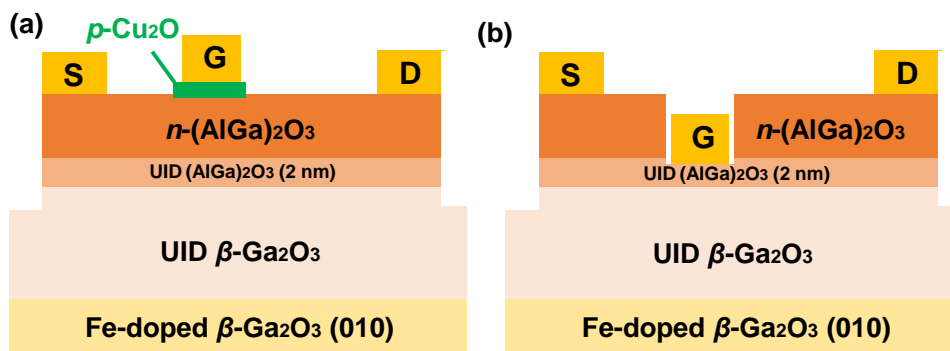 (a)
p-Cu2O
S
G
D
n-(AlGa)2O3
UID (AlGa)2O3 (2 nm)
UID β-Ga2O3
Fe-doped β-Ga2O3 (010)
(b)
S
G
D
n-(AlGa)2O3
UID (AlGa)2O3 (2 nm)
UID β-Ga2O3
Fe-doped β-Ga2O3 (010)